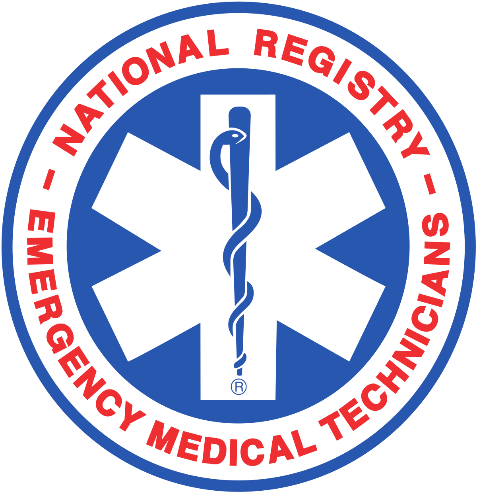 - NATIONAL REGISTRY -
EMERGENCY MEDICAL TECHNICIANS
®